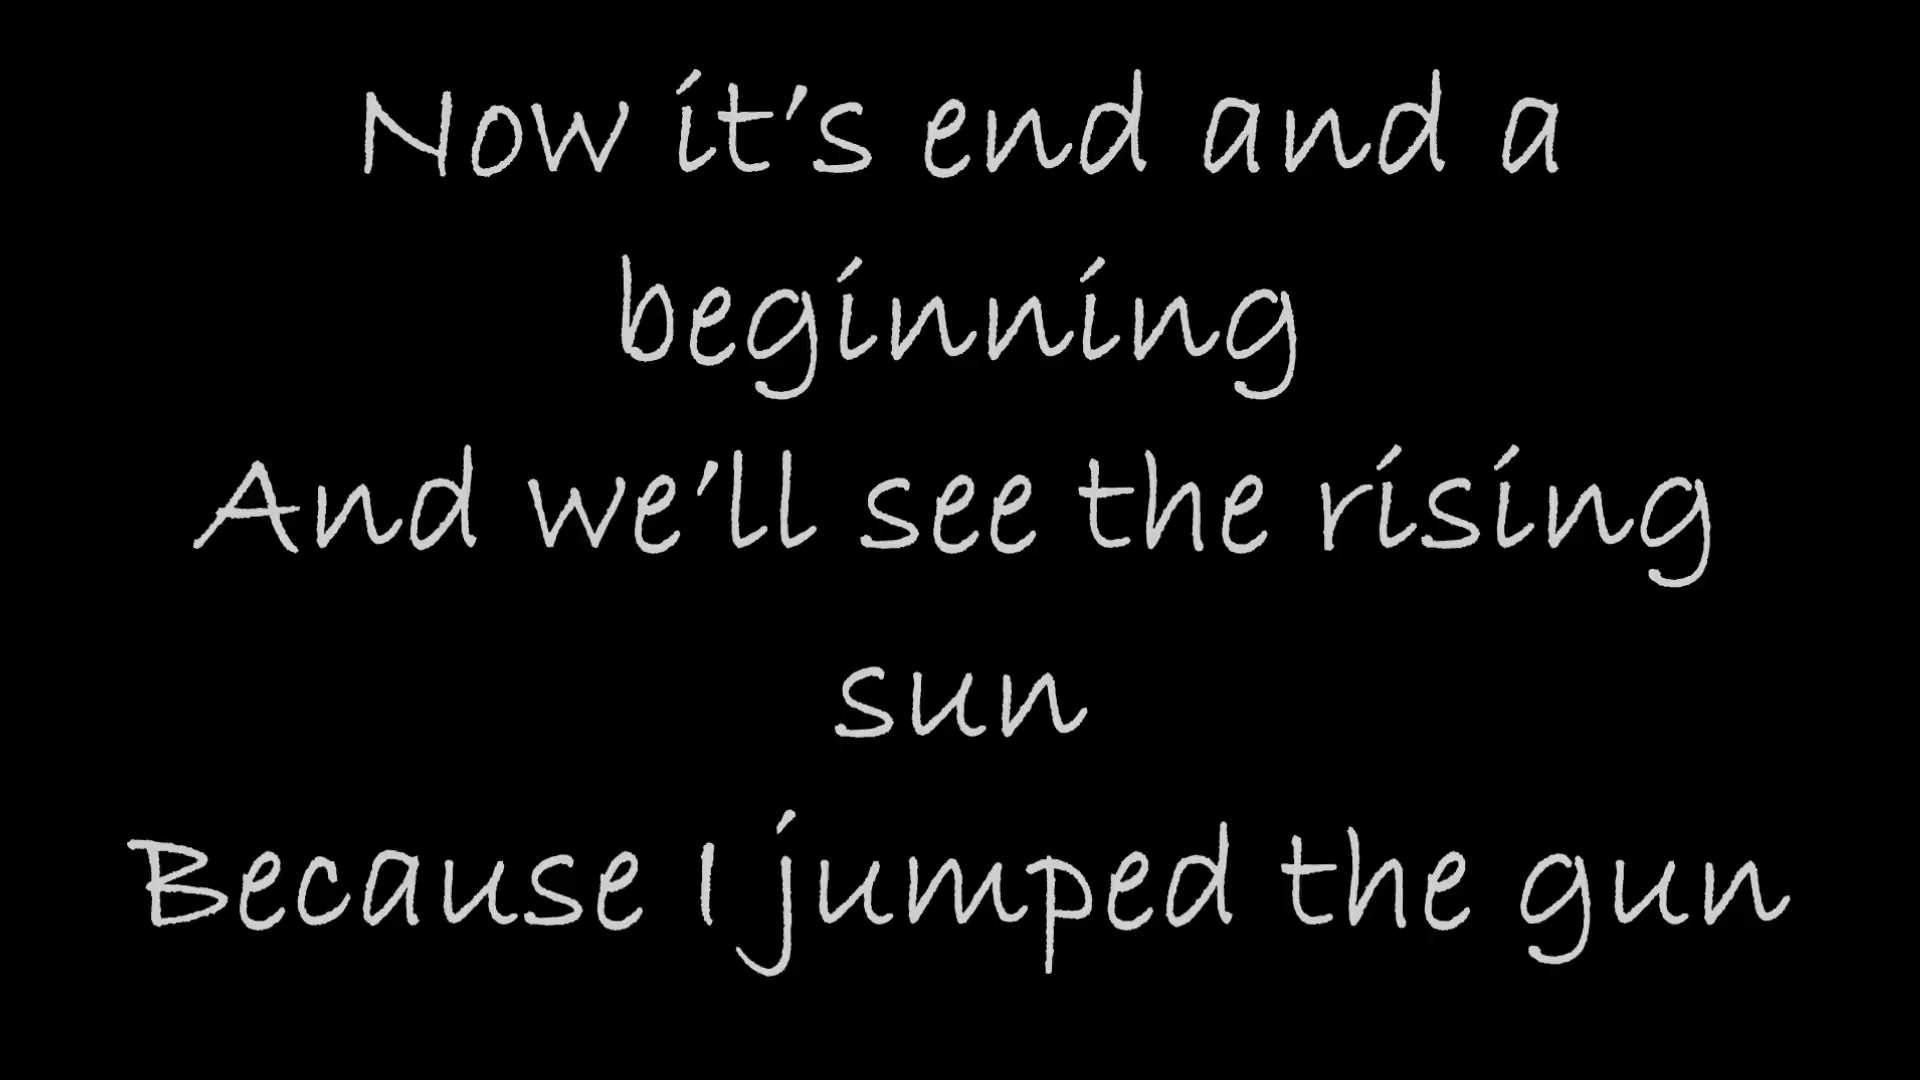 Now it's end and a
beginning
And we'll see the rising
sun
Because I jumped the gun